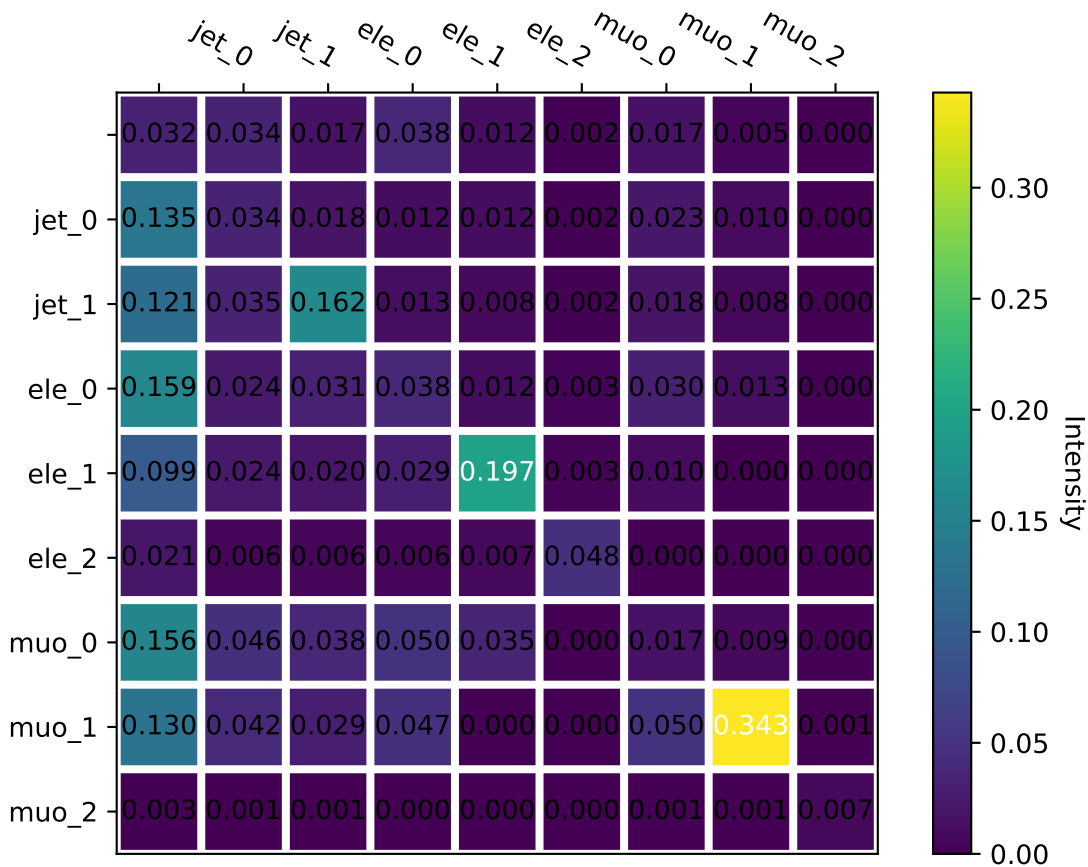 jet_0 jet_1 ele_0 ele_1 ele_2 muo_0 muo_1 muo_2
0.032 0.034 0.017 0.038 0.012 0.002 0.017 0.005 0.000
jet_0 0.135 0.034 0.018 0.012 0.012 0.002 0.023 0.010 0.000
jet_1 0.121 0.035 0.162 0.013 0.008 0.002 0.018 0.008 0.000
ele_0 0.159 0.024 0.031 0.038 0.012 0.003 0.030 0.013 0.000
ele_1 0.099 0.024 0.020 0.029 0.197 0.003 0.010 0.000 0.000
ele_2 0.021 0.006 0.006 0.006 0.007 0.048 0.000 0.000 0.000
muo_0 0.156 0.046 0.038 0.050 0.035 0.000 0.017 0.009 0.000
muo_1 0.130 0.042 0.029 0.047 0.000 0.000 0.050 0.343 0.001
muo_2 0.003 0.001 0.001 0.000 0.000 0.000 0.001 0.001 0.007
0.30
0.25
0.20
0.15
0.10
0.05
0.00
Intensity